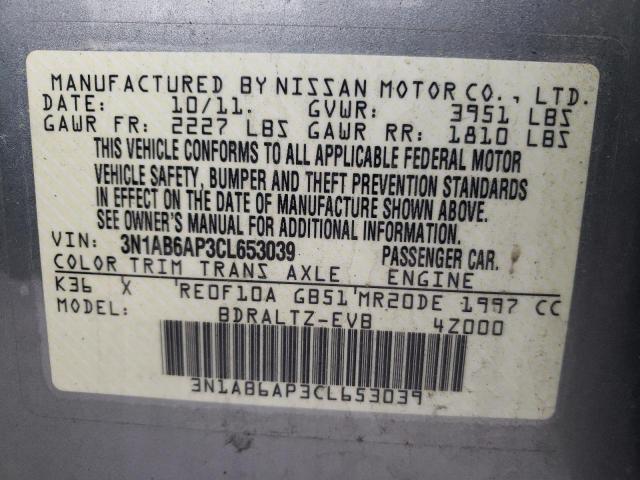 MANUFACTURED BY NISSAN MOTOR CO., LTD.
DATE: 10/11. GVWR: 3951 LBS
GAWR FR: 2227 LBS GAWR RR: 1810 LBS
THIS VEHICLE CONFORMS TO ALL APPLICABLE FEDERAL MOTOR
VEHICLE SAFETY, BUMPER AND THEFT PREVENTION STANDARDS
IN EFFECT ON THE DATE OF MANUFACTURE SHOWN ABOVE.
SEE OWNER'S MANUAL FOR ADDITIONAL INFORMATION.
VIN: 3N1AB6AP3CL653039 PASSENGER CAR.
COLOR TRIM TRANS AXLE ENGINE
K36 X RE0F10A GB51 MR20DE 1997 CC
MODEL: BDRALTZ-EVB 4Z000
3N1AB6AP3CL653039